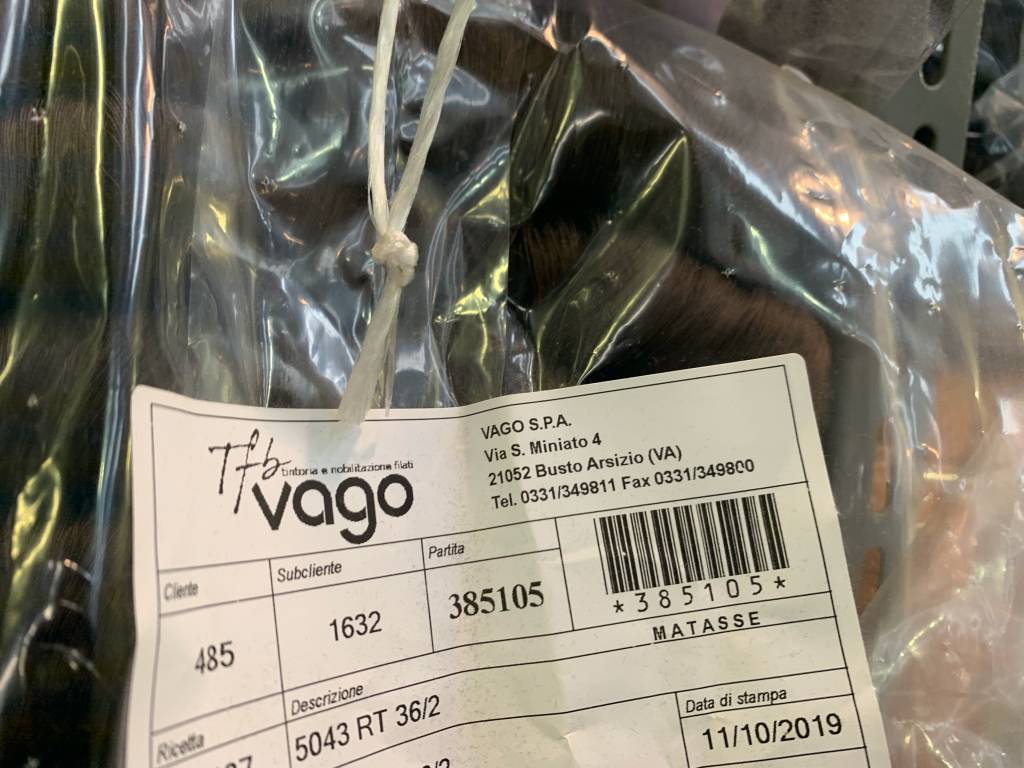 Tfb tintoria e nobilitazione filati
vago
VAGO S.P.A.
Via S. Miniato 4
21052 Busto Arsizio (VA)
Tel. 0331/349811 Fax 0331/349800
Cliente
485
Subcliente
1632
Partita
385105
*385105*
MATASSE
Descrizione
5043 RT 36/2
Data di stampa
11/10/2019
Ricetta